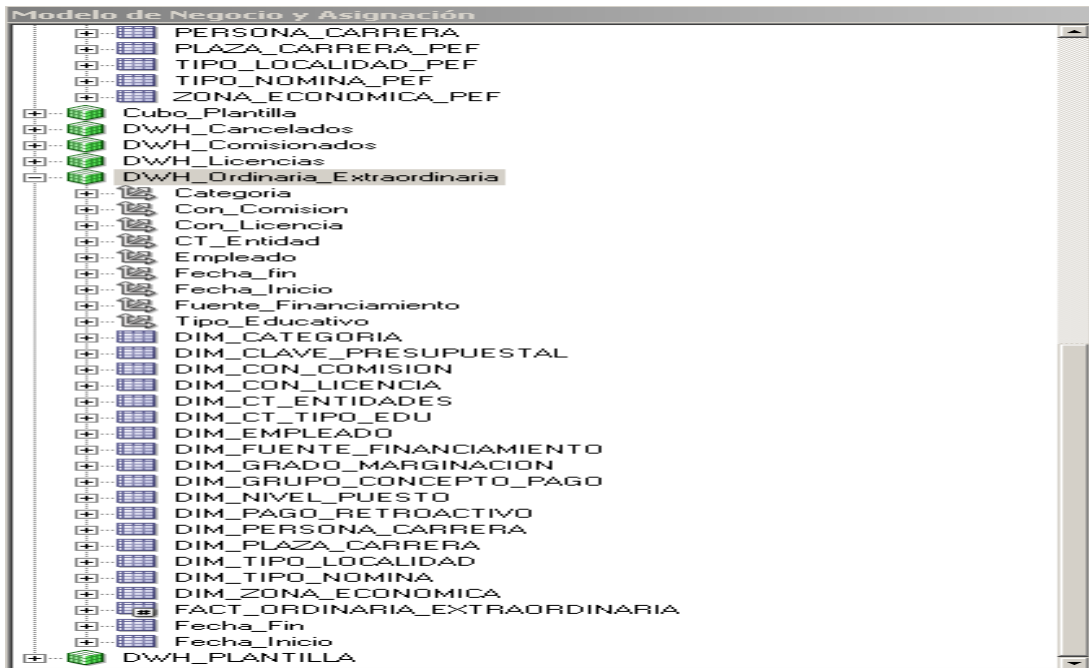 Modelo de Negocio y Asignación
PERSONA_CARRERA
PLAZA_CARRERA_PEF
TIPO_LOCALIDAD_PEF
TIPO_NOMINA_PEF
ZONA_ECONOMICA_PEF
Cubo_Plantilla
DWH_Cancelados
DWH_Comisionados
DWH_Licencias
DWH_Ordinaria_Extraordinaria
Categoria
Con_Comision
Con_Licencia
CT_Entidad
Empleado
Fecha_fin
Fecha_Inicio
Fuente_Financiamiento
Tipo_Educativo
DIM_CATEGORIA
DIM_CLAVE_PRESUPUESTAL
DIM_CON_COMISION
DIM_CON_LICENCIA
DIM_CT_ENTIDADES
DIM_CT_TIPO_EDU
DIM_EMPLEADO
DIM_FUENTE_FINANCIAMIENTO
DIM_GRADO_MARGINACION
DIM_GRUPO_CONCEPTO_PAGO
DIM_NIVEL_PUESTO
DIM_PAGO_RETROACTIVO
DIM_PERSONA_CARRERA
DIM_PLAZA_CARRERA
DIM_TIPO_LOCALIDAD
DIM_TIPO_NOMINA
DIM_ZONA_ECONOMICA
FACT_ORDINARIA_EXTRAORDINARIA
Fecha_Fin
Fecha_Inicio
DWH_PLANTILLA